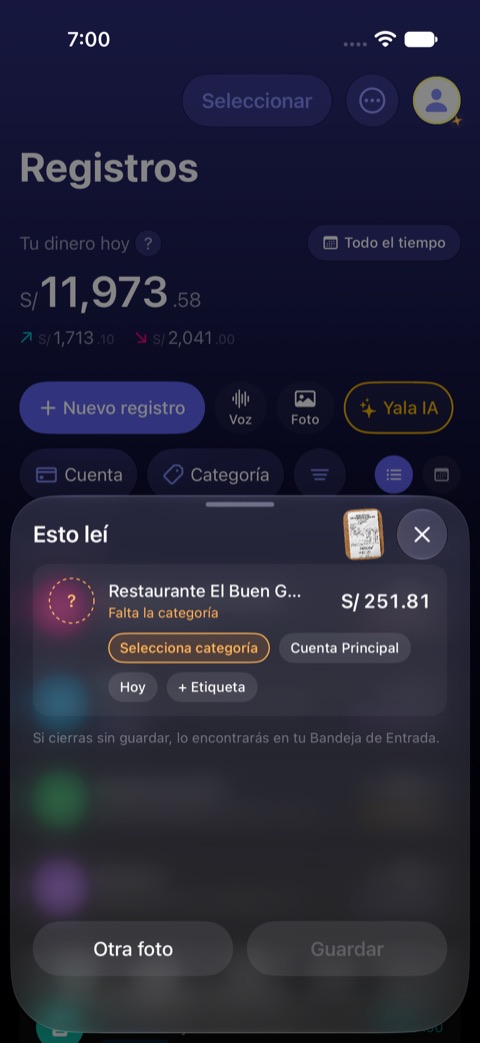 7:00
Seleccionar
Registros
Tu dinero hoy ?
Todo el tiempo
S/11,973.58
S/1,713.10 S/2,041.00
+ Nuevo registro
Voz
Foto
Yala IA
Cuenta
Categoría
Esto leí
?
Restaurante El Buen G...
S/ 251.81
Falta la categoría
Selecciona categoría
Cuenta Principal
Hoy
+ Etiqueta
Si cierras sin guardar, lo encontrarás en tu Bandeja de Entrada.
Otra foto
Guardar